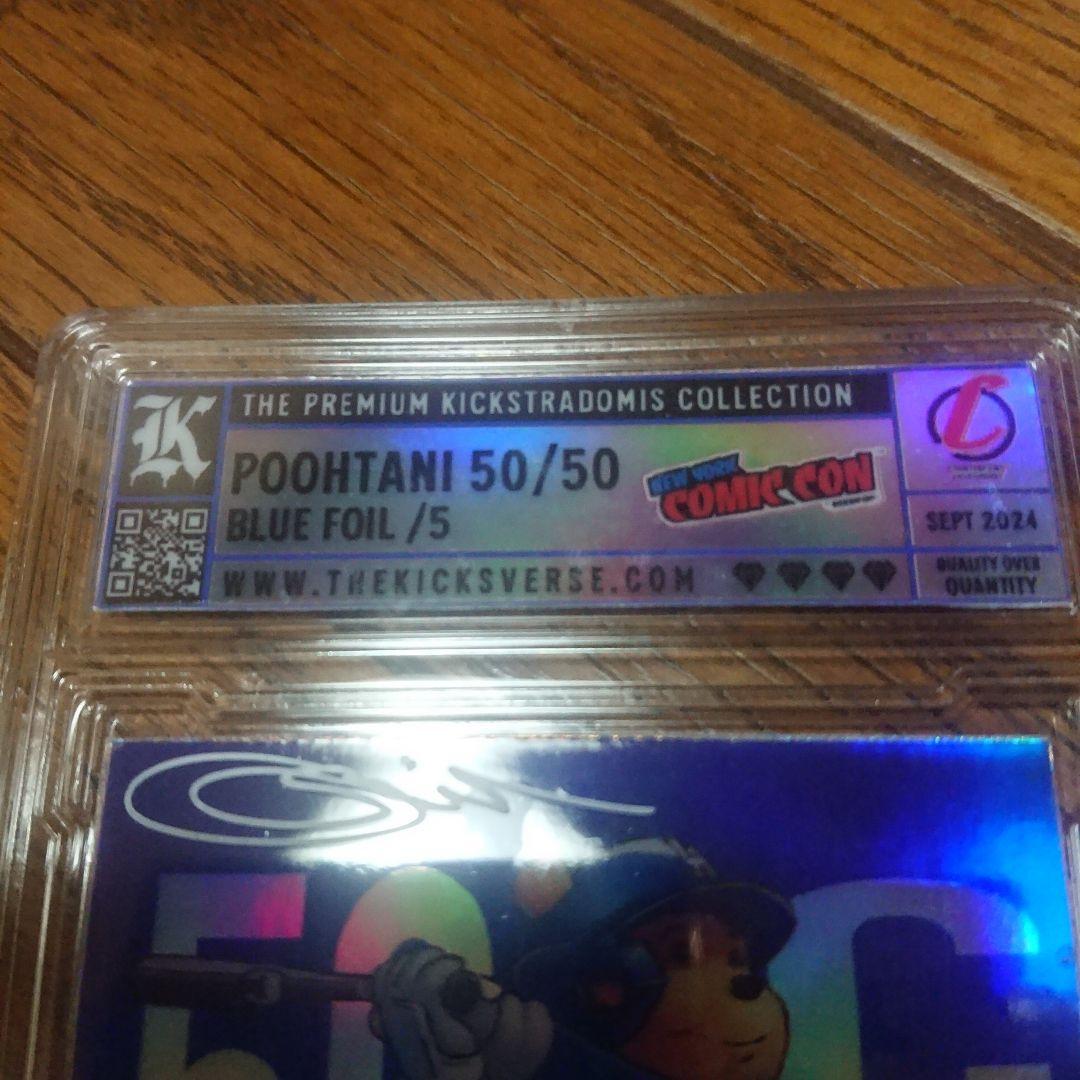 K
THE PREMIUM KICKSTRADOMIS COLLECTION
POOHTANI 50/50
BLUE FOIL /5
WWW.THEKICKSVERSE.COM
NEW YORK
COMIC CON
SEPT 2024
QUALITY OVER
QUANTITY
50